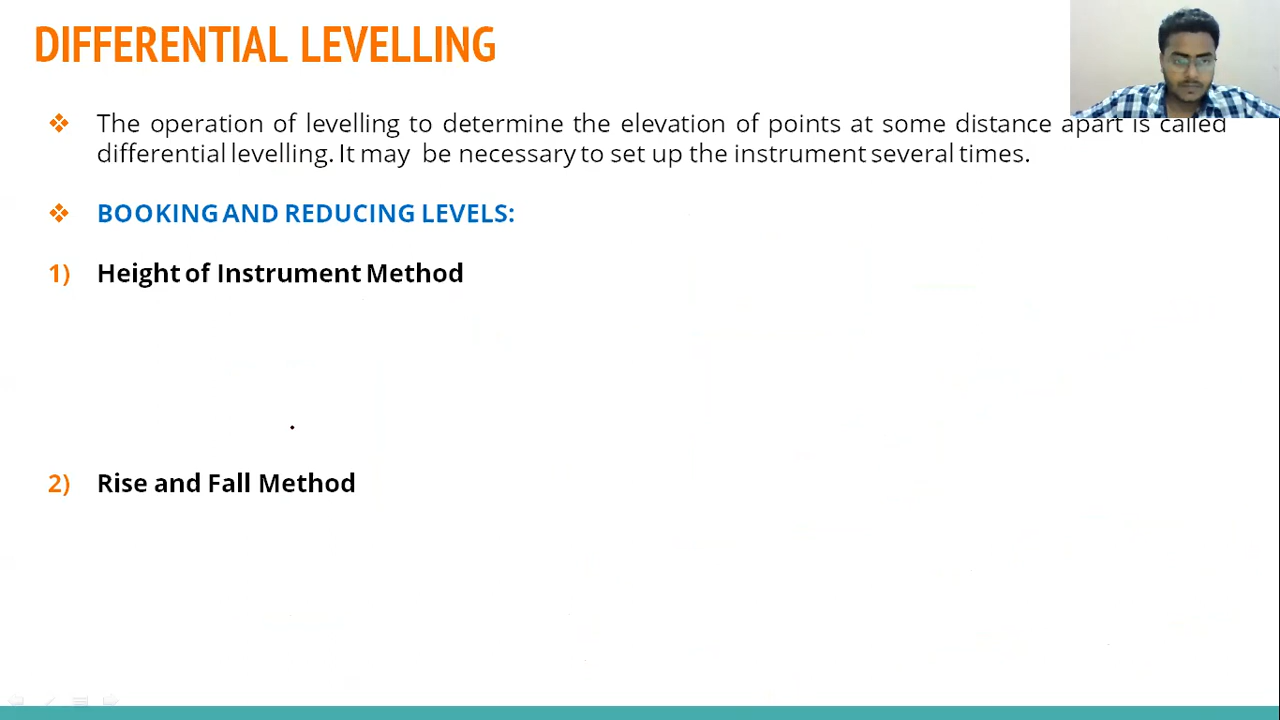 DIFFERENTIAL LEVELLING
The operation of levelling to determine the elevation of points at some distance apart is called
differential levelling. It may be necessary to set up the instrument several times.
BOOKING AND REDUCING LEVELS:
1) Height of Instrument Method
2) Rise and Fall Method